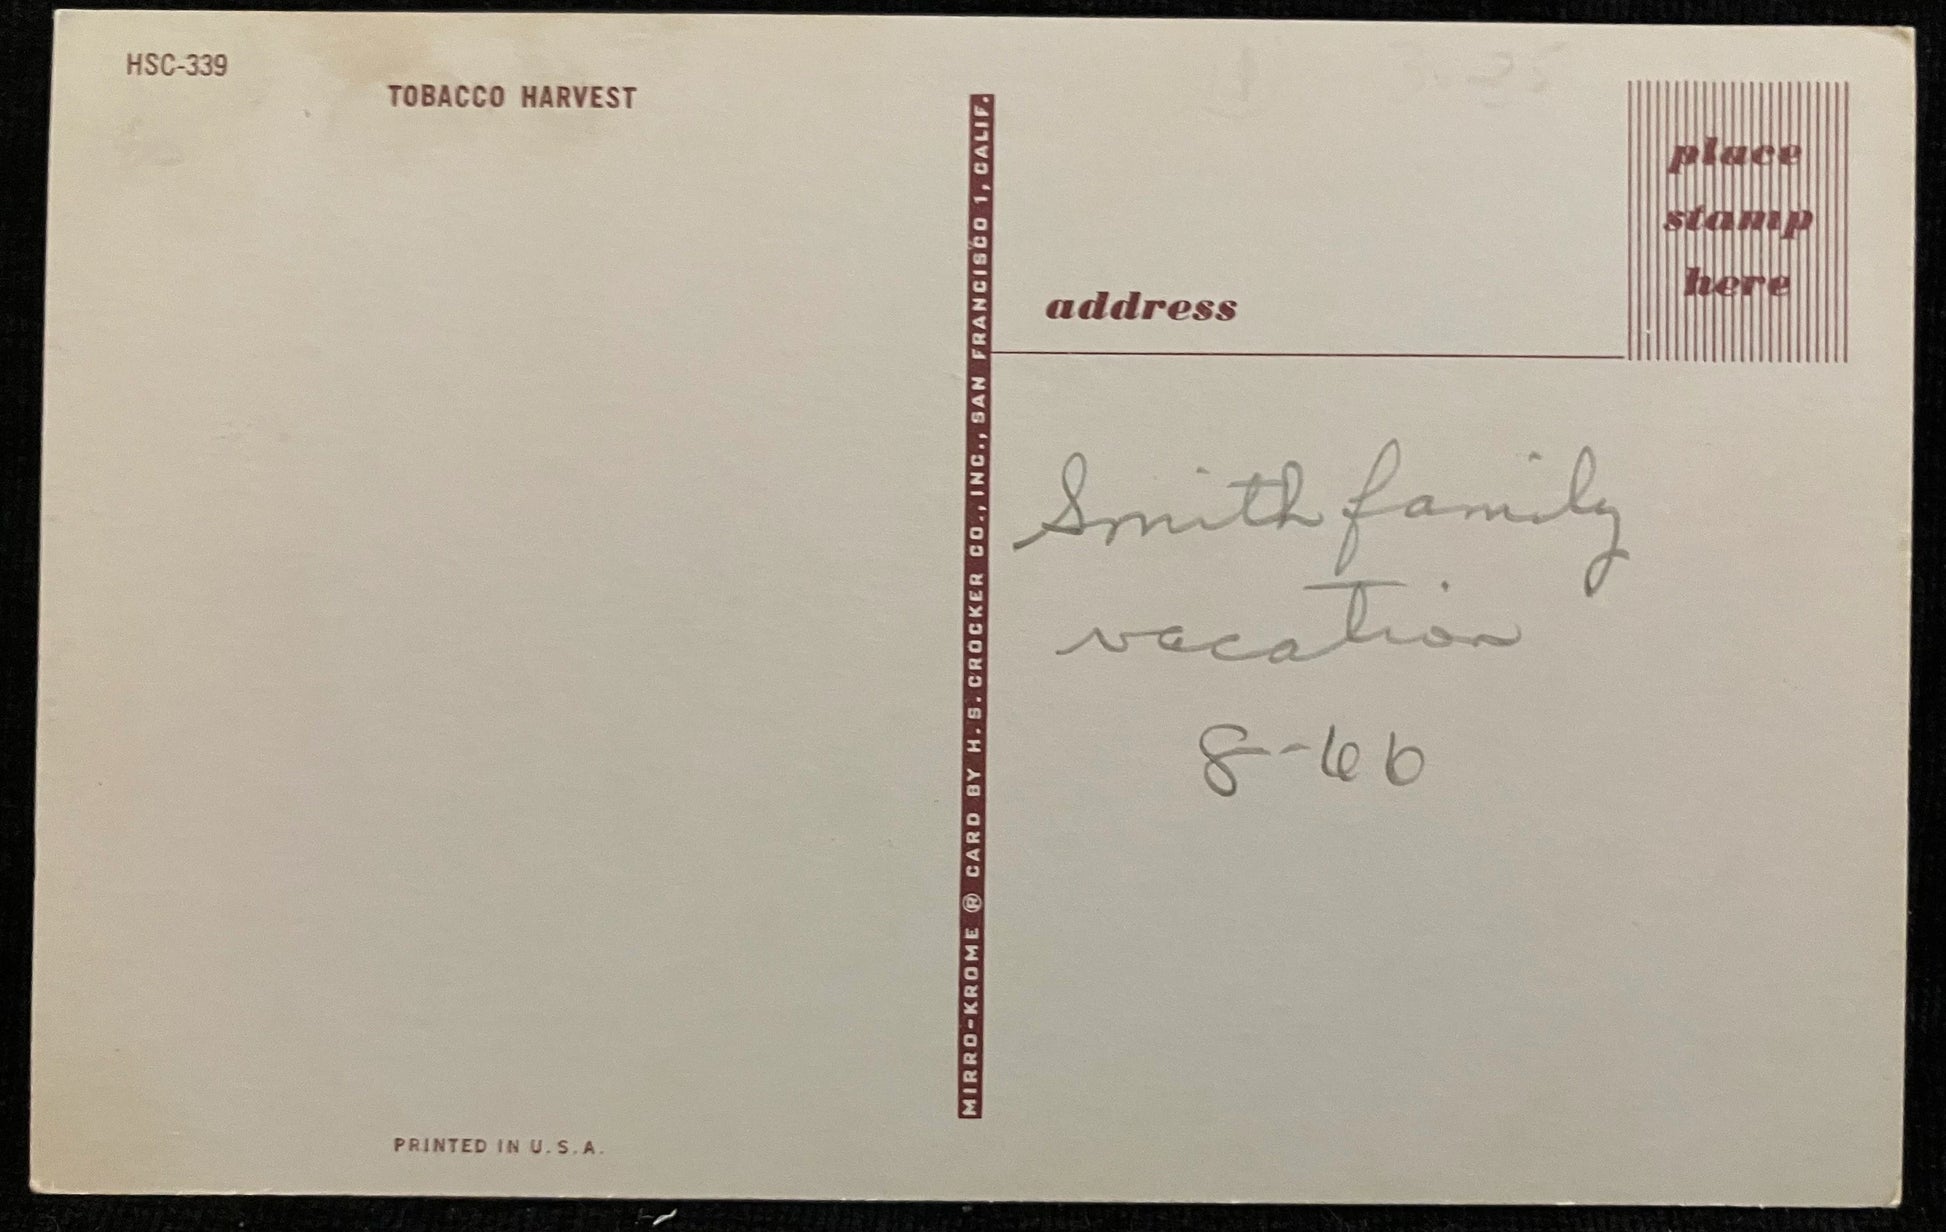 HSC-339
TOBACCO HARVEST
PRINTED IN U.S.A.
MIRRO-KROME ® CARD BY H. S. CROCKER CO., INC., SAN FRANCISCO 1, CALIF.
place
stamp
here
address
Smith family
vacation
8-66